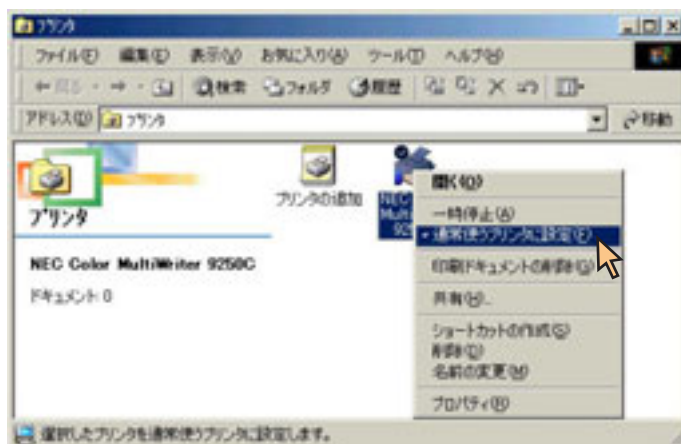 プリンタ
ファイル(F) 編集(E) 表示(V) お気に入り(A) ツール(T) ヘルプ(H)
戻る 検索 フォルダ 履歴
アドレス(D) プリンタ 移動
プリンタ
プリンタの追加
NEC
Multi
92
NEC Color MultiWriter 9250C
ドキュメント: 0
開く(O)
一時停止(A)
通常使うプリンタに設定(F)
印刷ドキュメントの削除(G)
共有(H)...
ショートカットの作成(S)
削除(D)
名前の変更(M)
プロパティ(R)
選択したプリンタを通常使うプリンタに設定します。